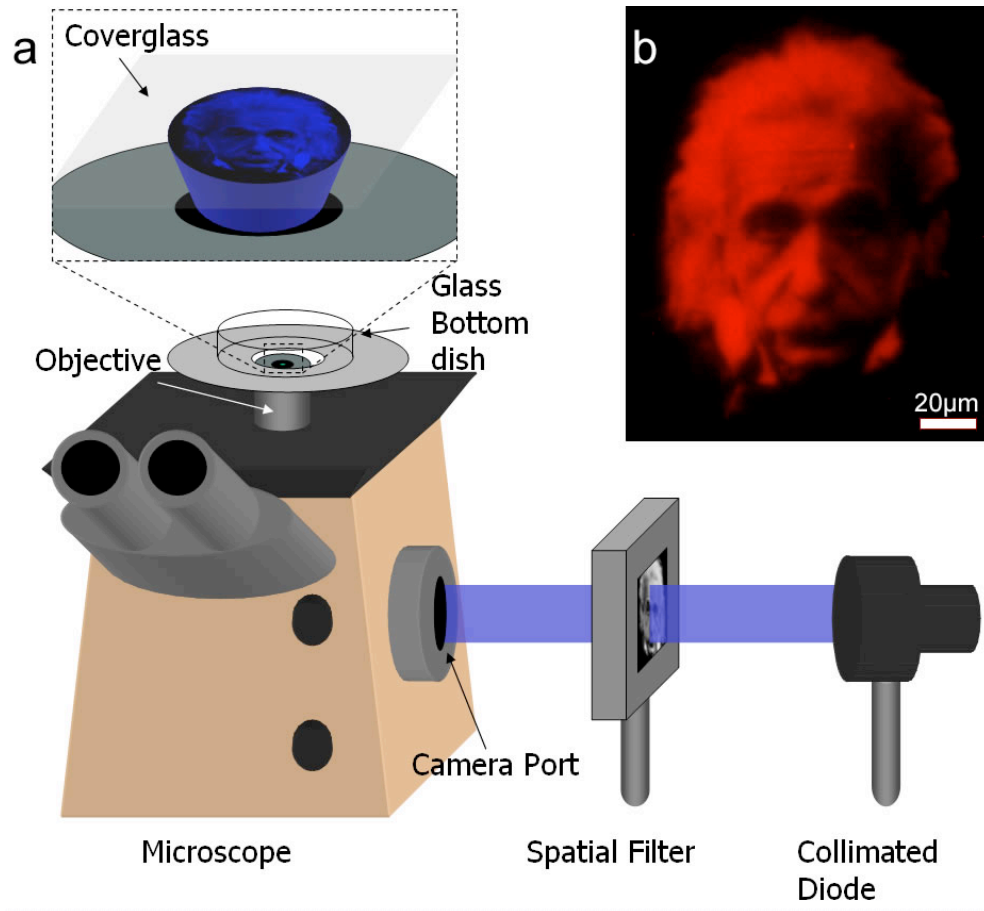 a
Coverglass
b
20µm
Glass
Bottom
dish
Objective
Camera Port
Microscope
Spatial Filter
Collimated
Diode